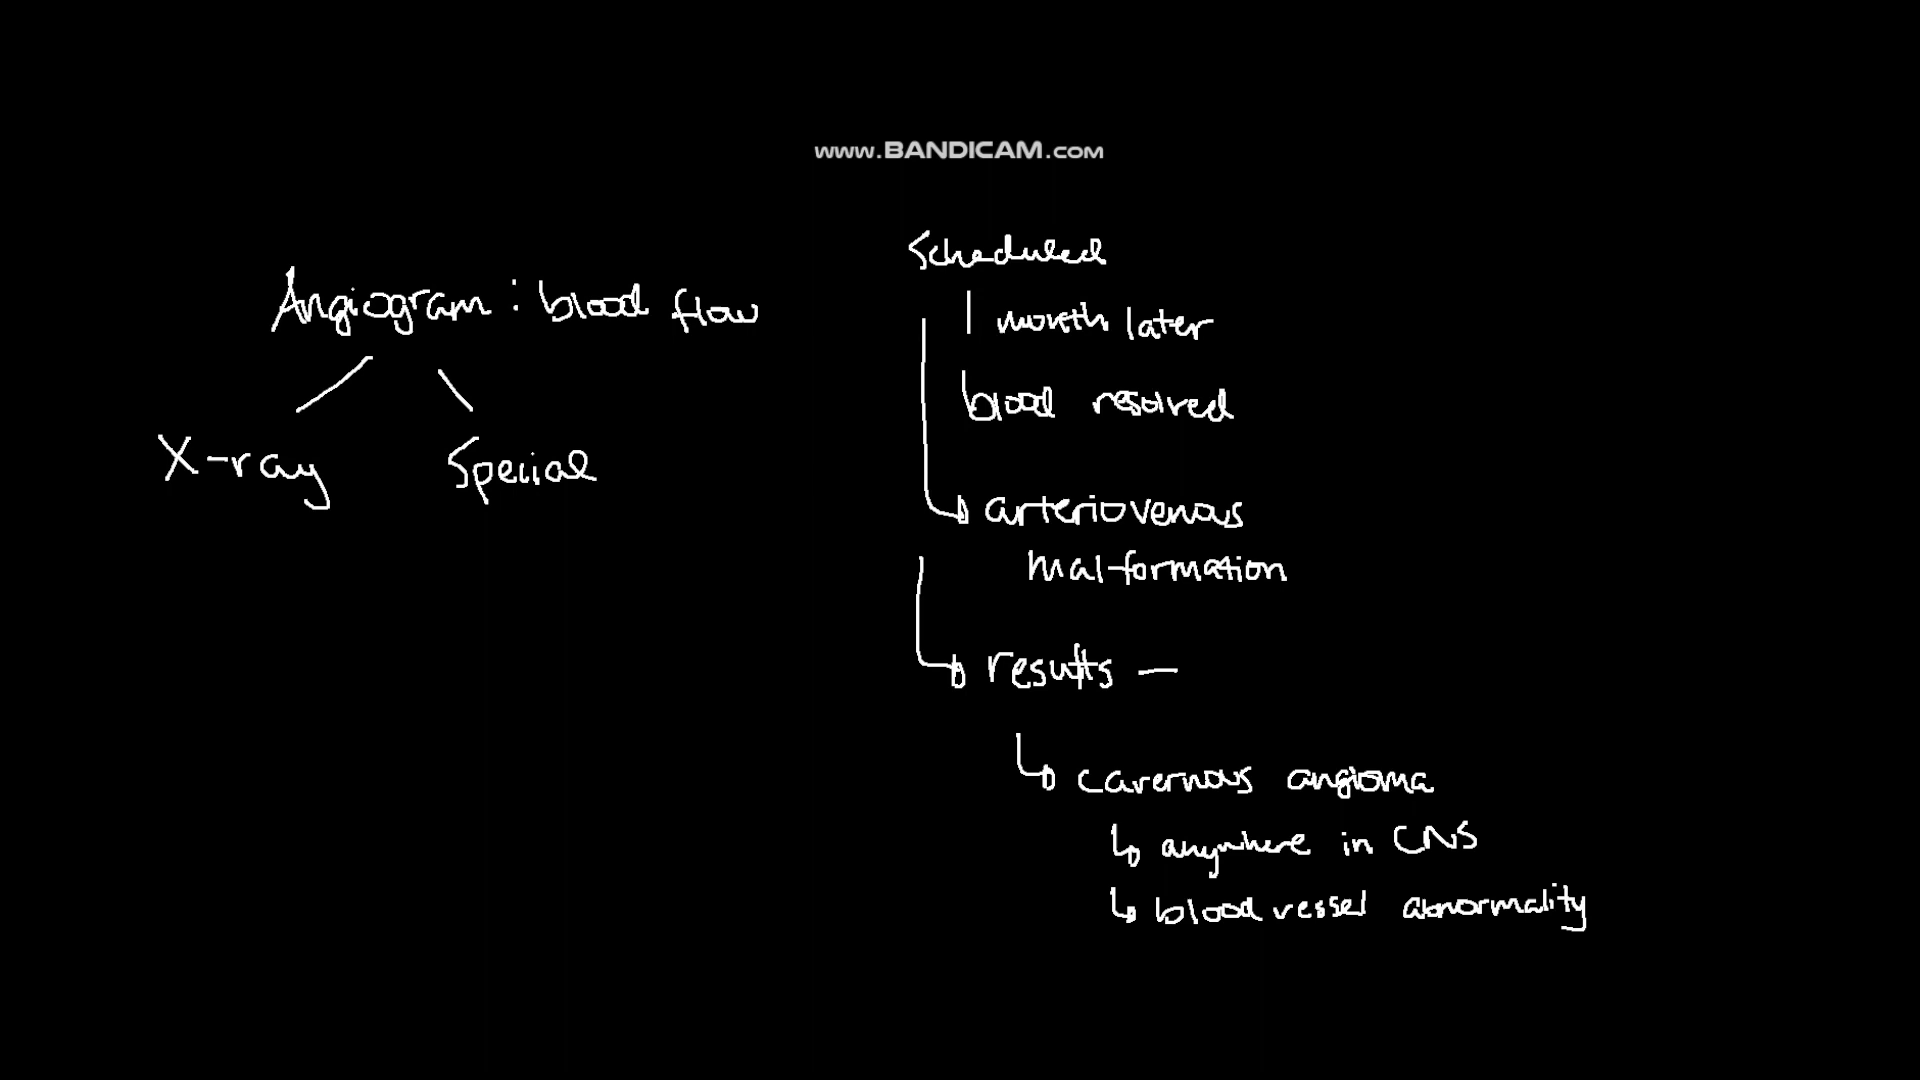 www.BANDICAM.com
Angiogram : blood flow
X-ray
Special
Scheduled
1 month later
blood resolved
arteriovenous
malformation
results —
cavernous angioma
anywhere in CNS
blood vessel abnormality